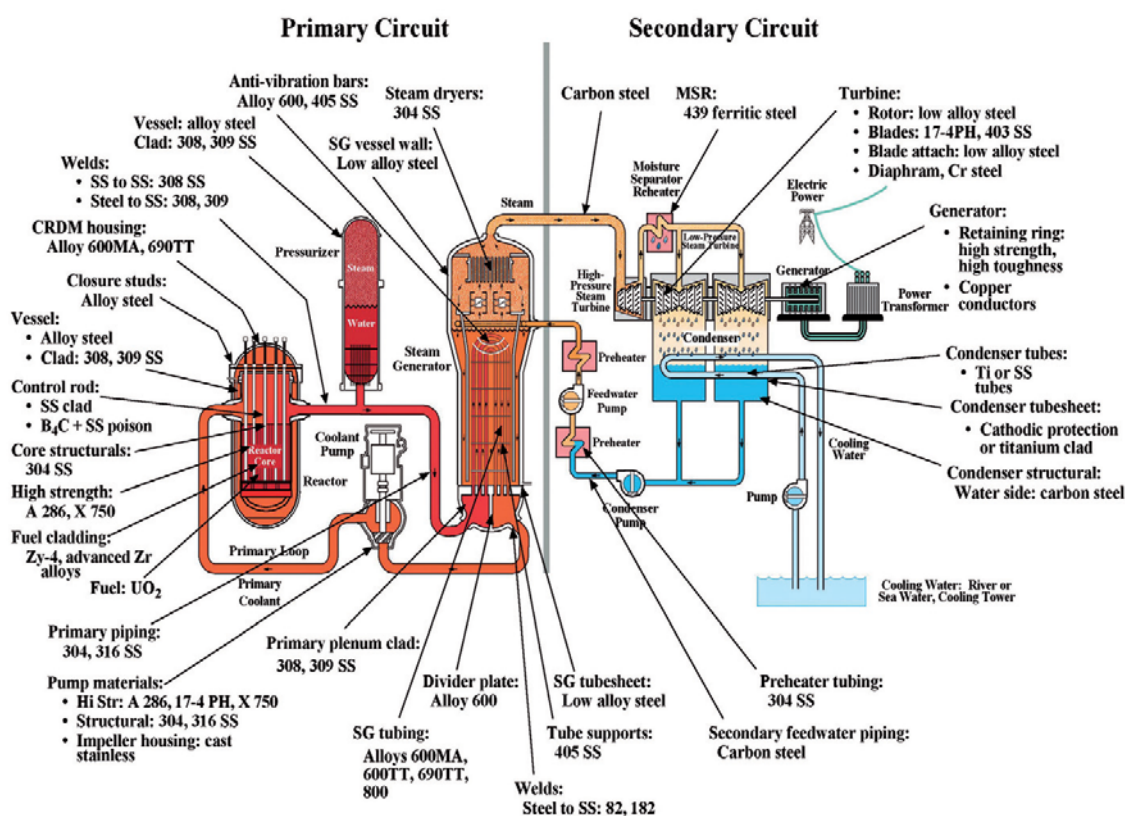 Primary Circuit
Secondary Circuit
Anti-vibration bars:
Alloy 600, 405 SS
Steam dryers:
304 SS
Carbon steel
MSR:
439 ferritic steel
Turbine:
• Rotor: low alloy steel
• Blades: 17-4PH, 403 SS
• Blade attach: low alloy steel
• Diaphram, Cr steel
Vessel: alloy steel
Clad: 308, 309 SS
SG vessel wall:
Low alloy steel
Welds:
• SS to SS: 308 SS
• Steel to SS: 308, 309
Moisture
Separator
Reheater
Electric
Power
Generator:
• Retaining ring:
high strength,
high toughness
• Copper
conductors
CRDM housing:
Alloy 600MA, 690TT
Steam
Low-Pressure
Steam Turbine
Pressurizer
Steam
Water
High-
Pressure
Steam
Turbine
Generator
Power
Transformer
Closure studs:
Alloy steel
Vessel:
• Alloy steel
• Clad: 308, 309 SS
Steam
Generator
Preheater
Condenser
Condenser tubes:
• Ti or SS
tubes
Control rod:
• SS clad
• B4C + SS poison
Feedwater
Pump
Condenser tubesheet:
• Cathodic protection
or titanium clad
Core structurals:
304 SS
Coolant
Pump
Preheater
Cooling
Water
Reactor
Core
Reactor
Condenser structural:
Water side: carbon steel
High strength:
A 286, X 750
Pump
Condenser
Pump
Fuel cladding:
Zy-4, advanced Zr
alloys
Primary Loop
Fuel: UO2
Primary
Coolant
Cooling Water: River or
Sea Water, Cooling Tower
Primary piping:
304, 316 SS
Primary plenum clad:
308, 309 SS
Pump materials:
• Hi Str: A 286, 17-4 PH, X 750
• Structural: 304, 316 SS
• Impeller housing: cast
stainless
Divider plate:
Alloy 600
SG tubesheet:
Low alloy steel
Preheater tubing:
304 SS
SG tubing:
Alloys 600MA,
600TT, 690TT,
800
Tube supports:
405 SS
Secondary feedwater piping:
Carbon steel
Welds:
Steel to SS: 82, 182